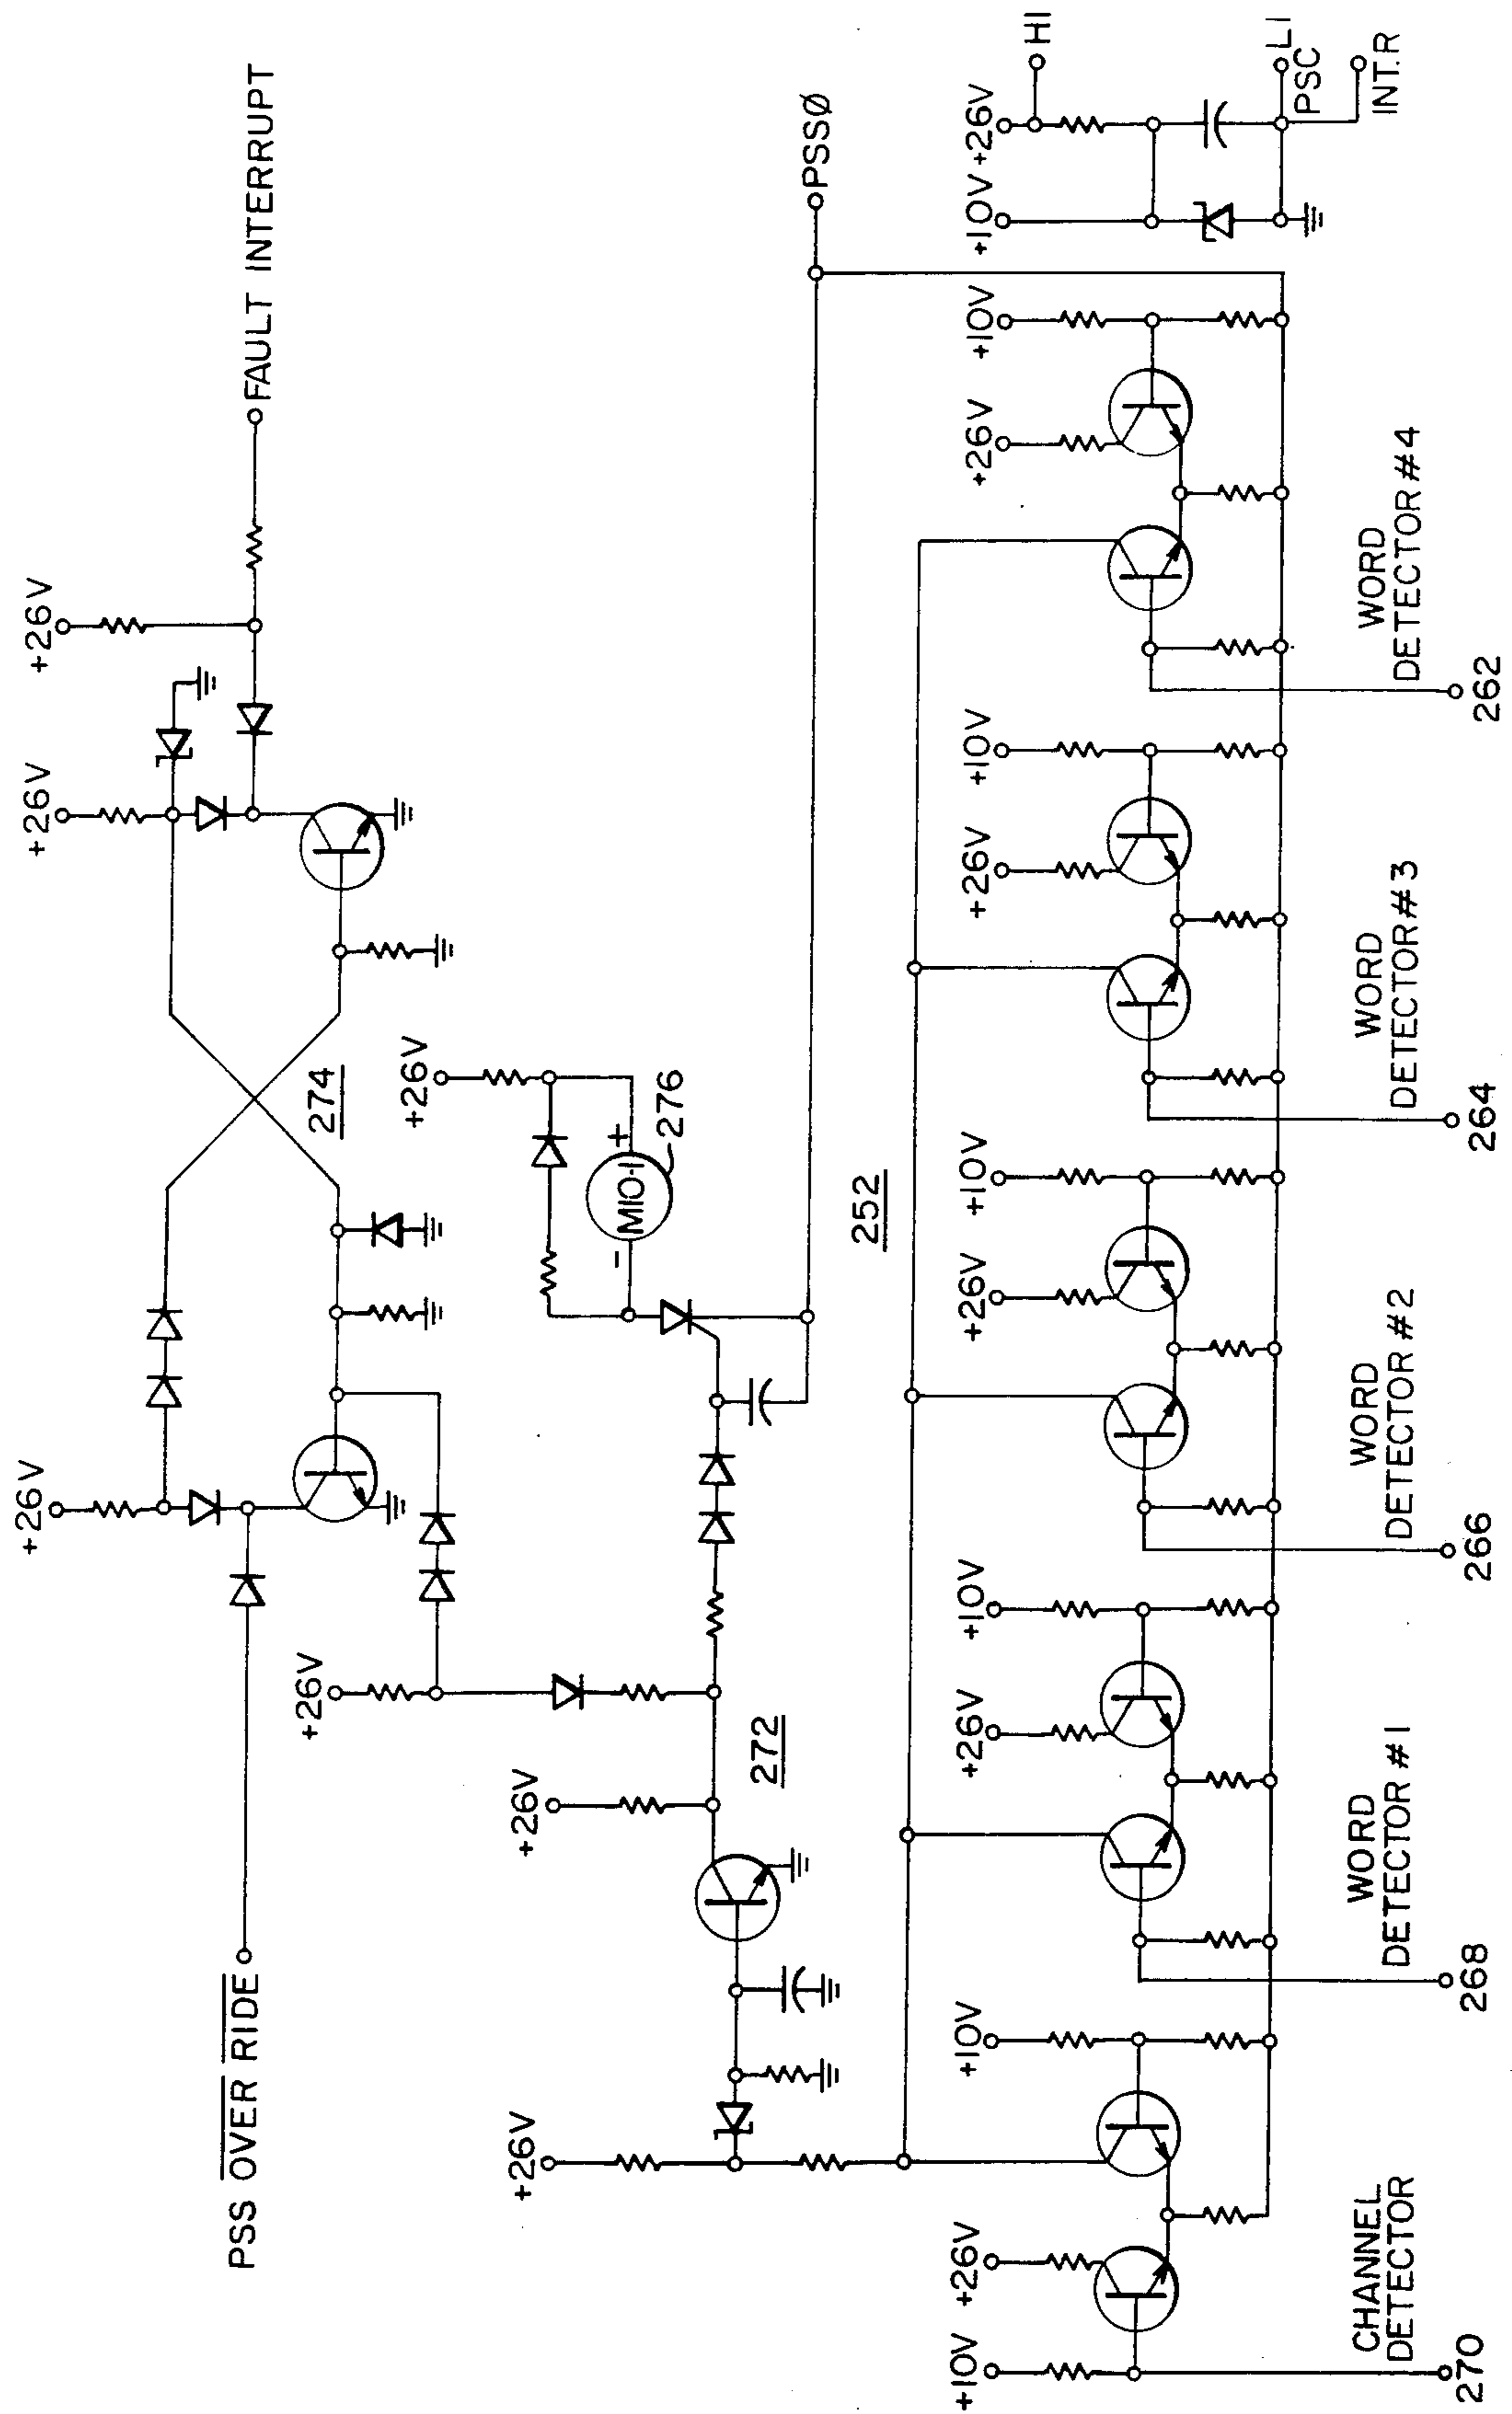 PSS OVER RIDE
+26V
+26V
+26V
FAULT INTERRUPT
274
+26V
+26V
+26V
+26V
272
- M10-1 +
276
252
PSSØ
+10V
+26V
+10V
+26V
+10V
+26V
+10V
+26V
+10V
+26V
+10V
+10V
+26V
HI
LI
PSC
INT.R
CHANNEL
DETECTOR
270
WORD
DETECTOR #1
268
WORD
DETECTOR #2
266
WORD
DETECTOR #3
264
WORD
DETECTOR #4
262